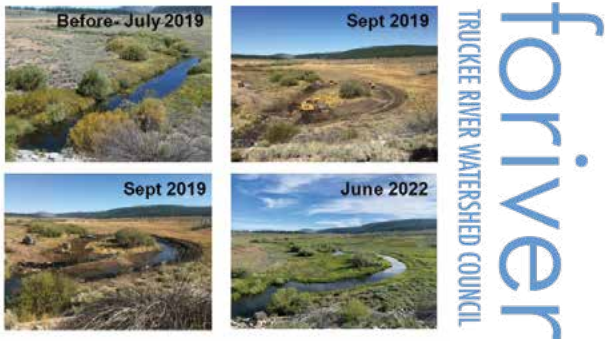 Before- July 2019
Sept 2019
Sept 2019
June 2022
foriver
TRUCKEE RIVER WATERSHED COUNCIL